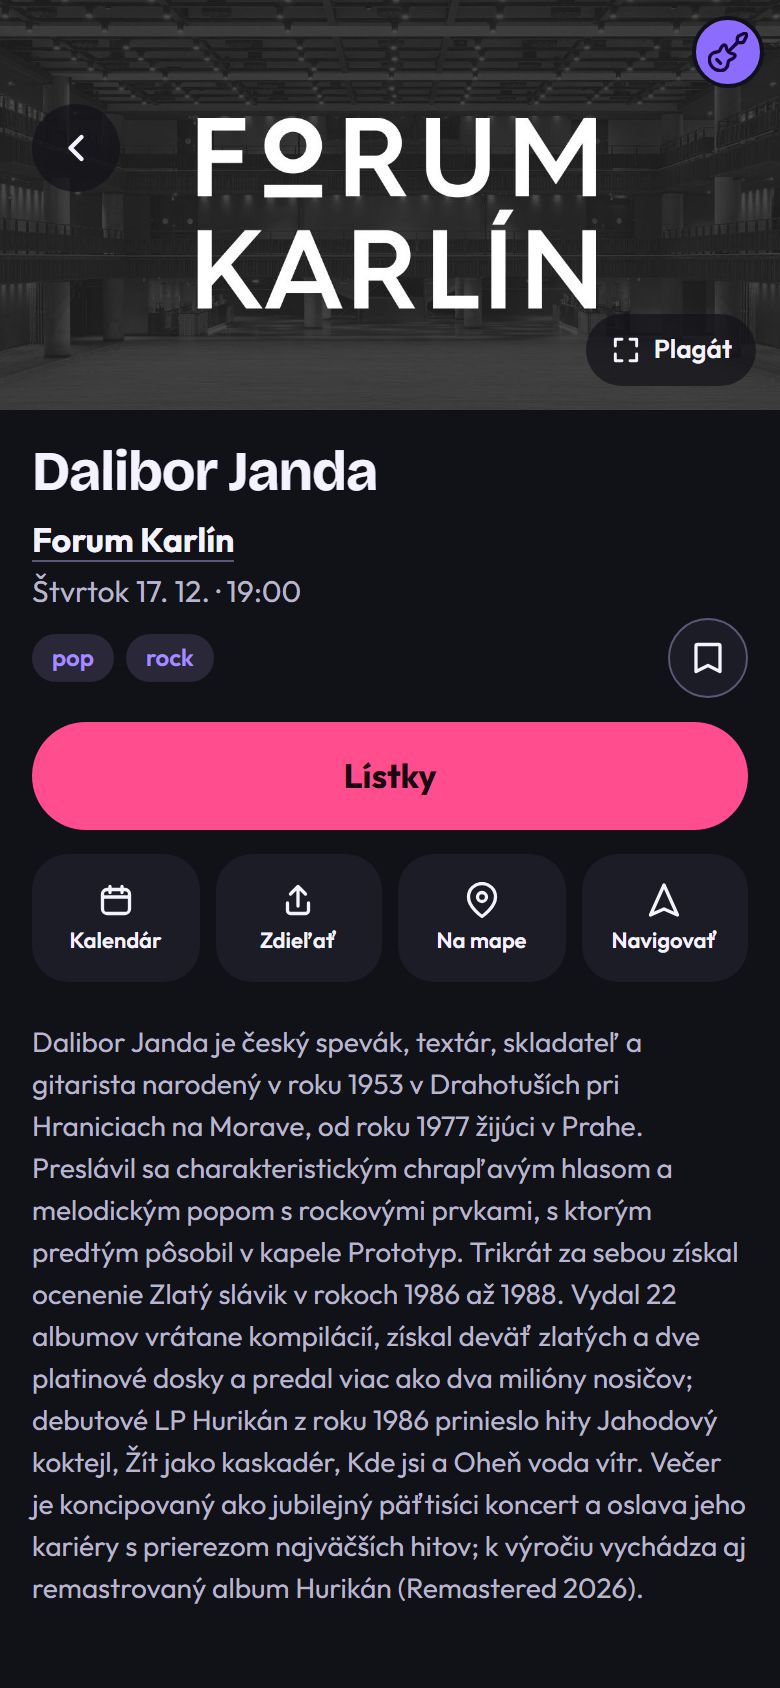 FORUM
KARLÍN
Plagát
Dalibor Janda
Forum Karlín
Štvrtok 17. 12. · 19:00
pop
rock
Lístky
Kalendár
Zdieľať
Na mape
Navigovať
Dalibor Janda je český spevák, textár, skladateľ a
gitarista narodený v roku 1953 v Drahotuších pri
Hraniciach na Morave, od roku 1977 žijúci v Prahe.
Preslávil sa charakteristickým chrapľavým hlasom a
melodickým popom s rockovými prvkami, s ktorým
predtým pôsobil v kapele Prototyp. Trikrát za sebou získal
ocenenie Zlatý slávik v rokoch 1986 až 1988. Vydal 22
albumov vrátane kompilácií, získal deväť zlatých a dve
platinové dosky a predal viac ako dva milióny nosičov;
debutové LP Hurikán z roku 1986 prinieslo hity Jahodový
koktejl, Žít jako kaskadér, Kde jsi a Oheň voda vítr. Večer
je koncipovaný ako jubilejný päťtisíci koncert a oslava jeho
kariéry s prierezom najväčších hitov; k výročiu vychádza aj
remastrovaný album Hurikán (Remastered 2026).